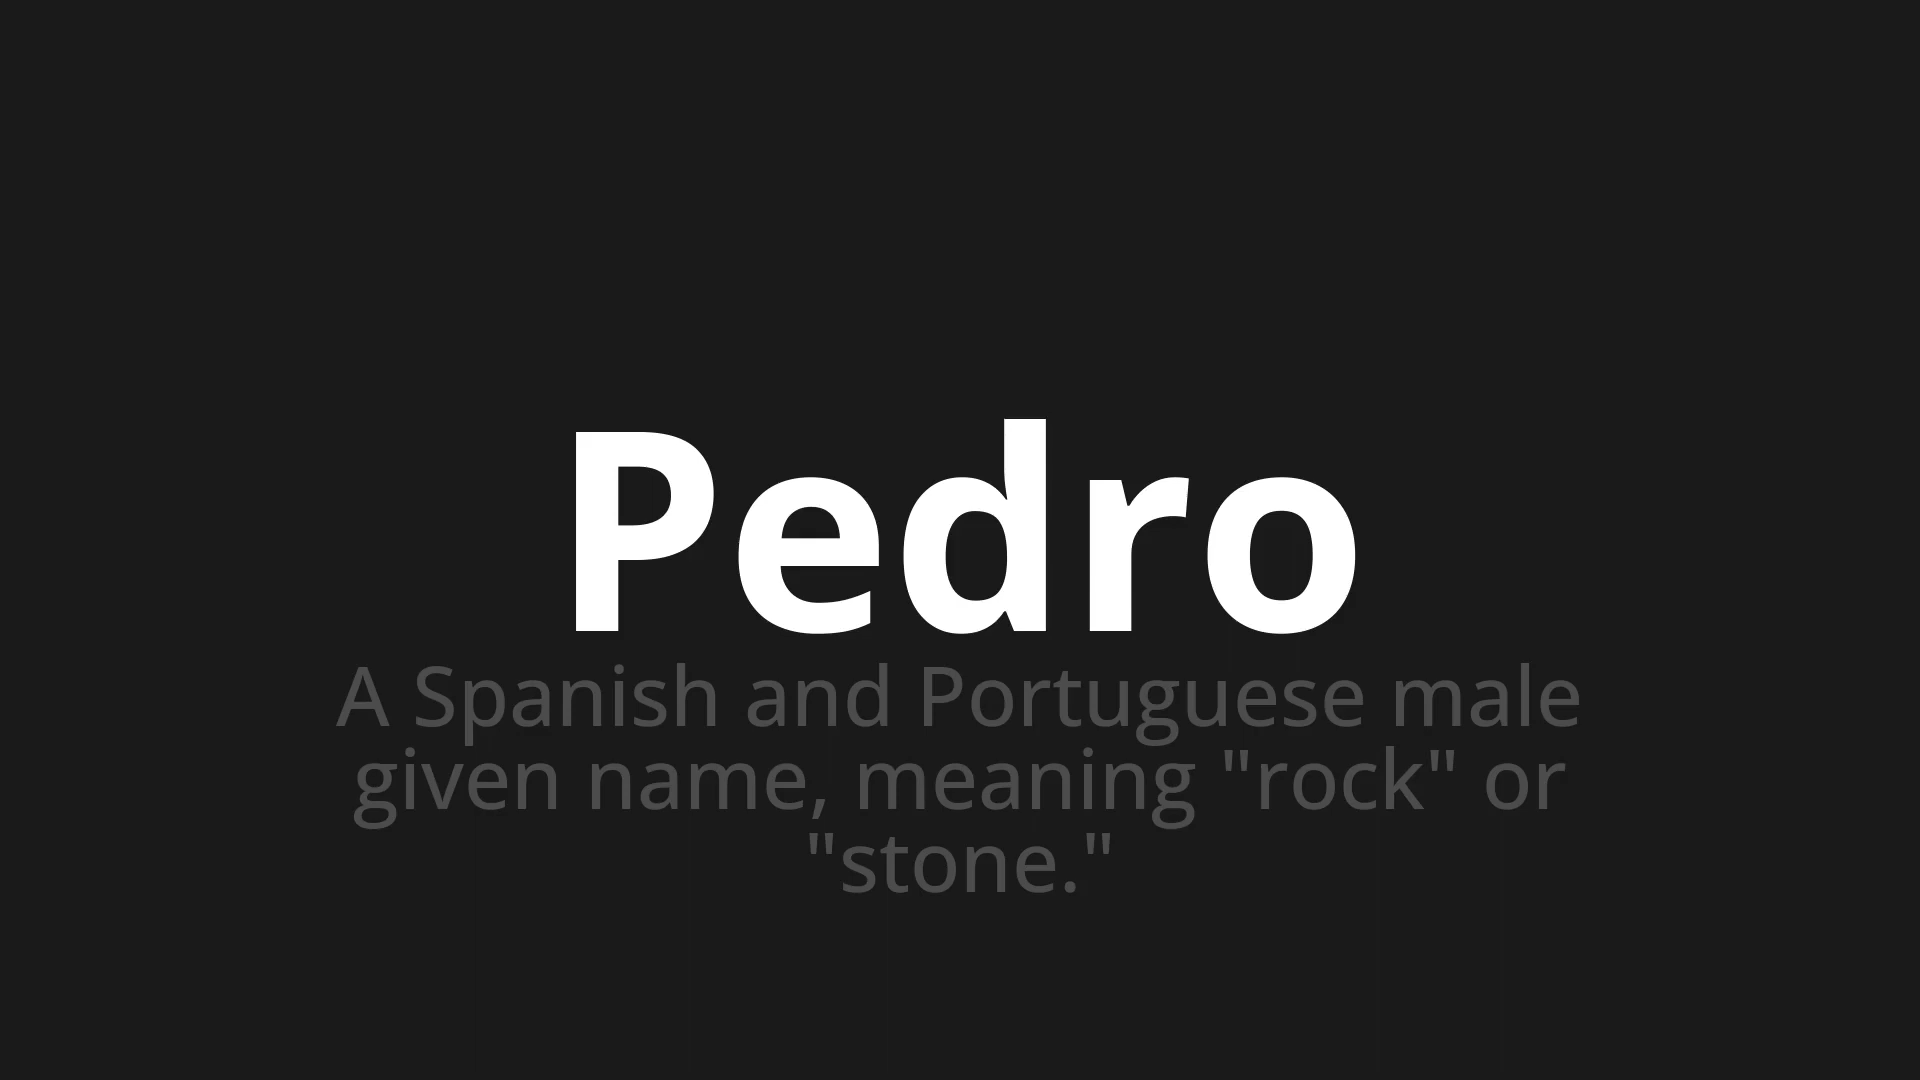 Pedro
A Spanish and Portuguese male
given name, meaning "rock" or
"stone."